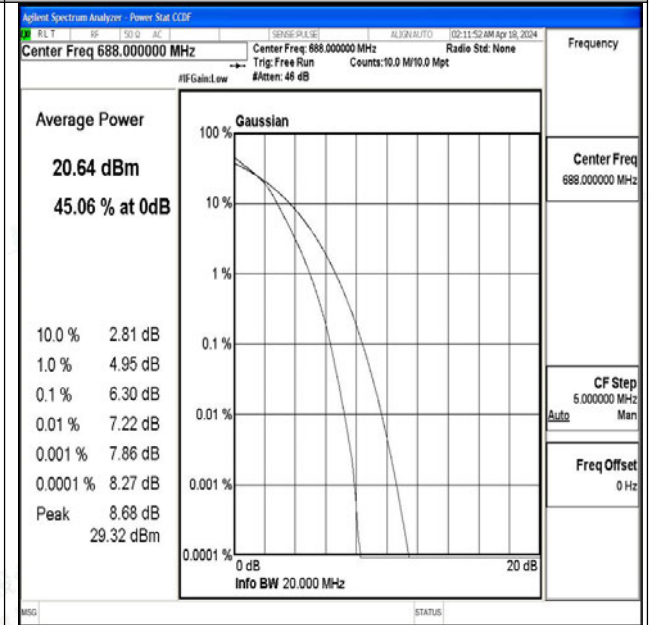 Agilent Spectrum Analyzer - Power Stat CCDF
RLT RF 50 Ω AC SENSE:PULSE ALIGN AUTO 02:11:52 AM Apr 18, 2024
Center Freq 688.000000 MHz
Center Freq: 688.000000 MHz Radio Std: None
Trig: Free Run Counts:10.0 M/10.0 Mpt
#IFGain:Low #Atten: 46 dB
Frequency
Average Power
20.64 dBm
45.06 % at 0dB
10.0 % 2.81 dB
1.0 % 4.95 dB
0.1 % 6.30 dB
0.01 % 7.22 dB
0.001 % 7.86 dB
0.0001 % 8.27 dB
Peak 8.68 dB
29.32 dBm
Gaussian
100 %
10 %
1 %
0.1 %
0.01 %
0.001 %
0.0001 %
0 dB 20 dB
Info BW 20.000 MHz
Center Freq
688.000000 MHz
CF Step
5.000000 MHz
Auto Man
Freq Offset
0 Hz
MSG STATUS